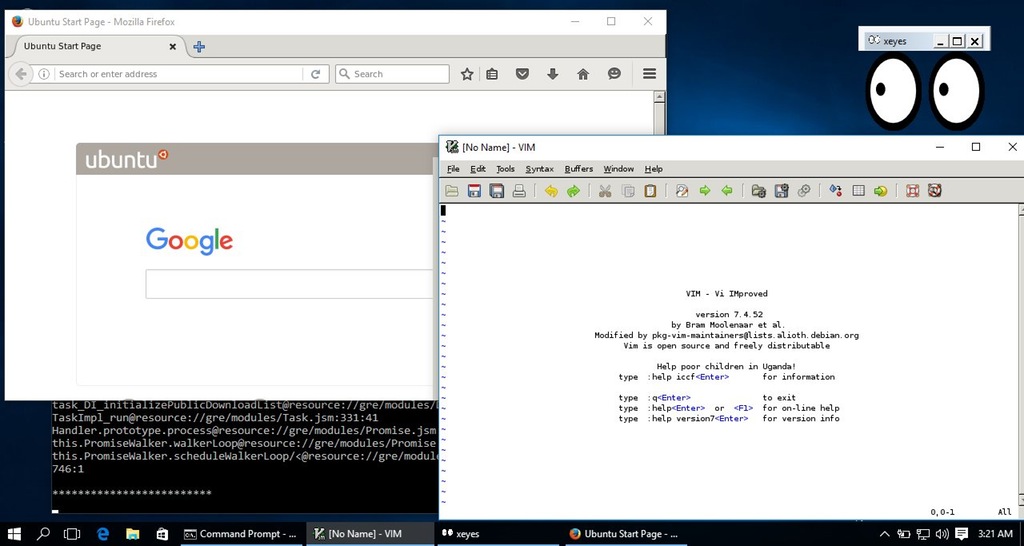 Ubuntu Start Page - Mozilla Firefox
Ubuntu Start Page
Search or enter address
Search
ubuntu
Google
xeyes
[No Name] - VIM
File Edit Tools Syntax Buffers Window Help
~
~
~
~
~
~
~
~
VIM - Vi IMproved
version 7.4.52
by Bram Moolenaar et al.
Modified by pkg-vim-maintainers@lists.alioth.debian.org
Vim is open source and freely distributable
Help poor children in Uganda!
type :help iccf<Enter> for information
type :q<Enter> to exit
type :help<Enter> or <F1> for on-line help
type :help version7<Enter> for version info
0,0-1 All
task_DI_initializePublicDownloadList@resource://gre/modules/
TaskImpl_run@resource://gre/modules/Task.jsm:331:41
Handler.prototype.process@resource://gre/modules/Promise.jsm
this.PromiseWalker.walkerLoop@resource://gre/modules/Promise
this.PromiseWalker.scheduleWalkerLoop/<@resource://gre/modul
746:1
*************************
Command Prompt - ...
[No Name] - VIM
xeyes
Ubuntu Start Page - ...
3:21 AM